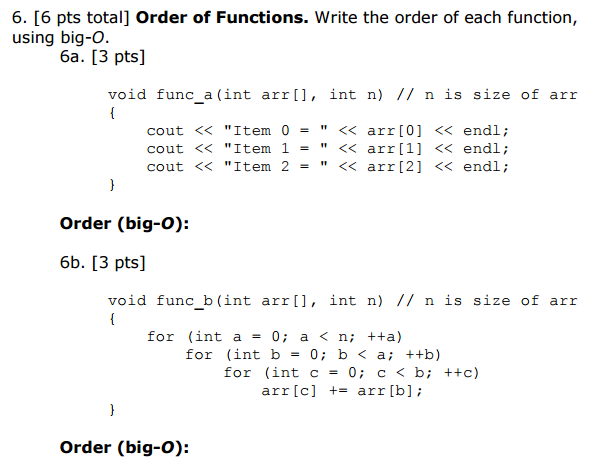 6. [6 pts total] Order of Functions. Write the order of each function,
using big-O.
6a. [3 pts]
void func_a(int arr[], int n) // n is size of arr
{
cout << "Item 0 = " << arr[0] << endl;
cout << "Item 1 = " << arr[1] << endl;
cout << "Item 2 = " << arr[2] << endl;
}
Order (big-O):
6b. [3 pts]
void func_b(int arr[], int n) // n is size of arr
{
for (int a = 0; a < n; ++a)
for (int b = 0; b < a; ++b)
for (int c = 0; c < b; ++c)
arr[c] += arr[b];
}
Order (big-O):